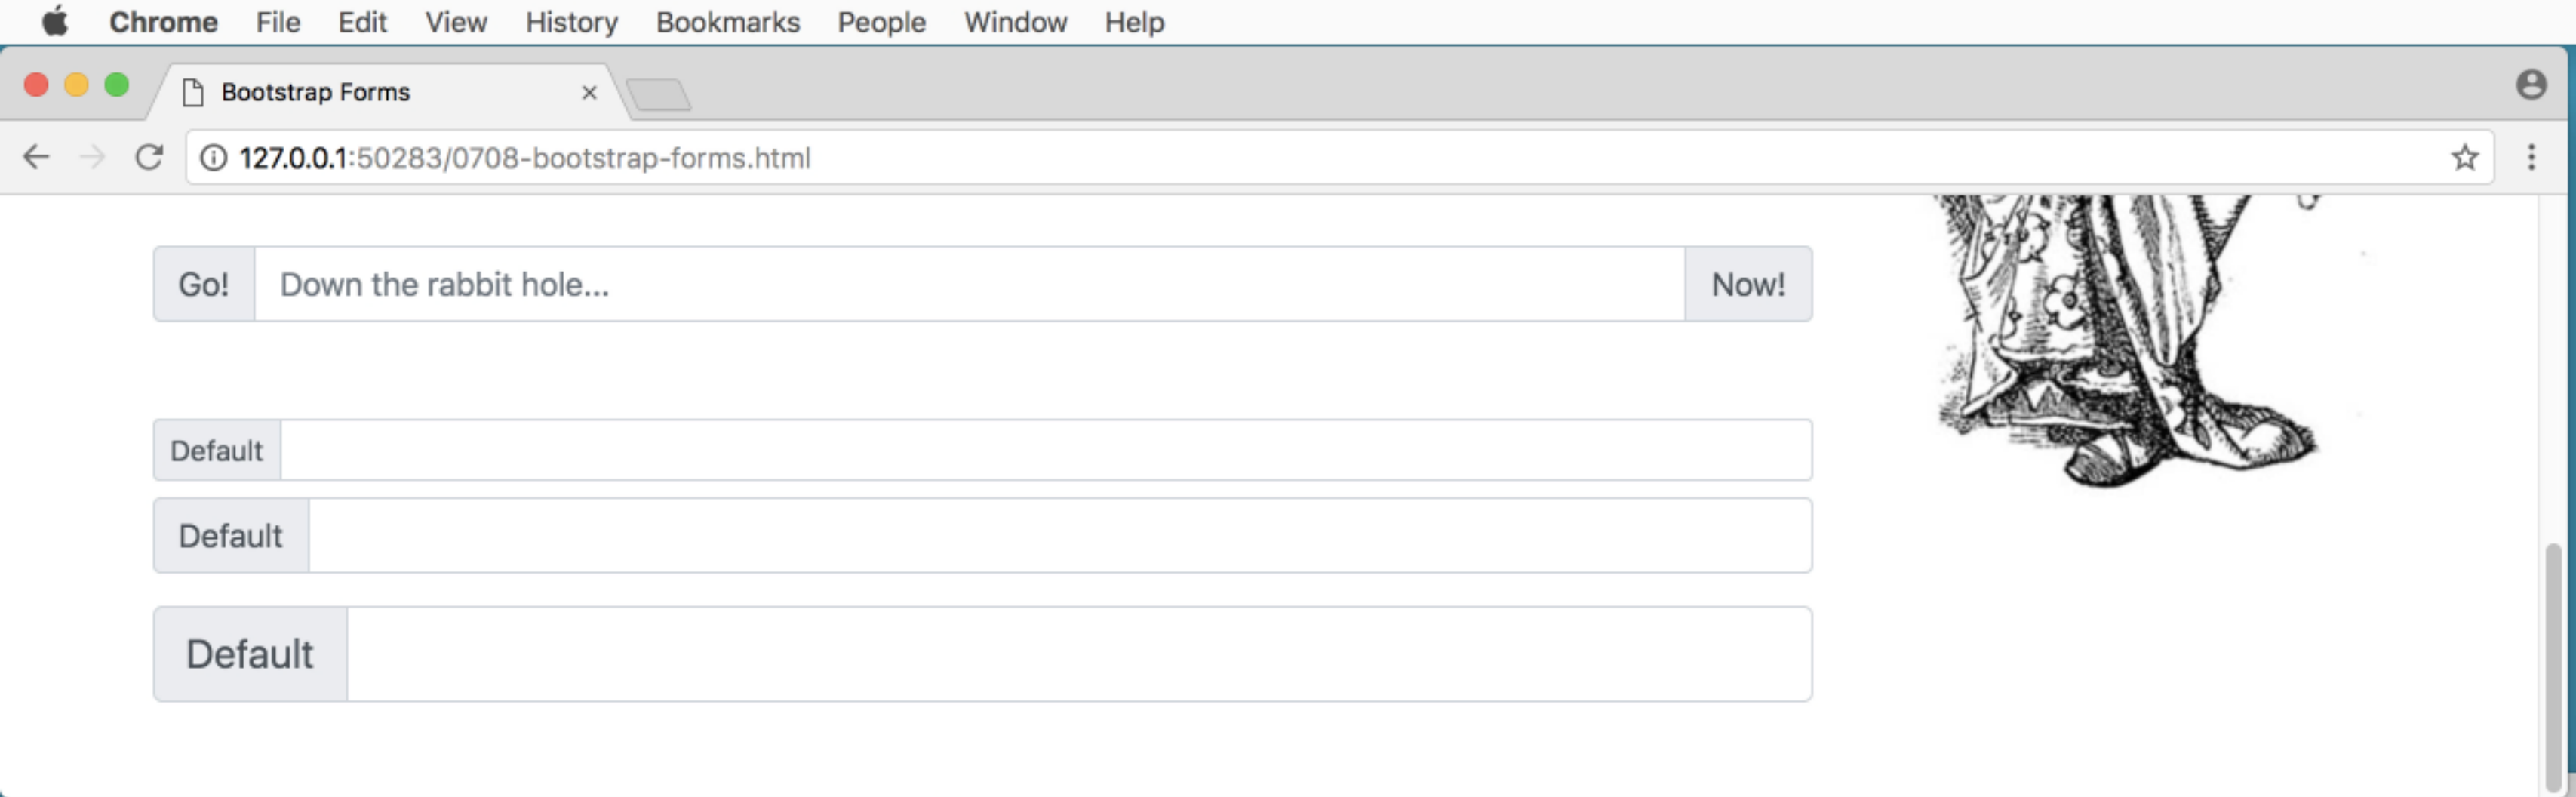 Chrome File Edit View History Bookmarks People Window Help
Bootstrap Forms
127.0.0.1:50283/0708-bootstrap-forms.html
Go! Down the rabbit hole... Now!
Default
Default
Default